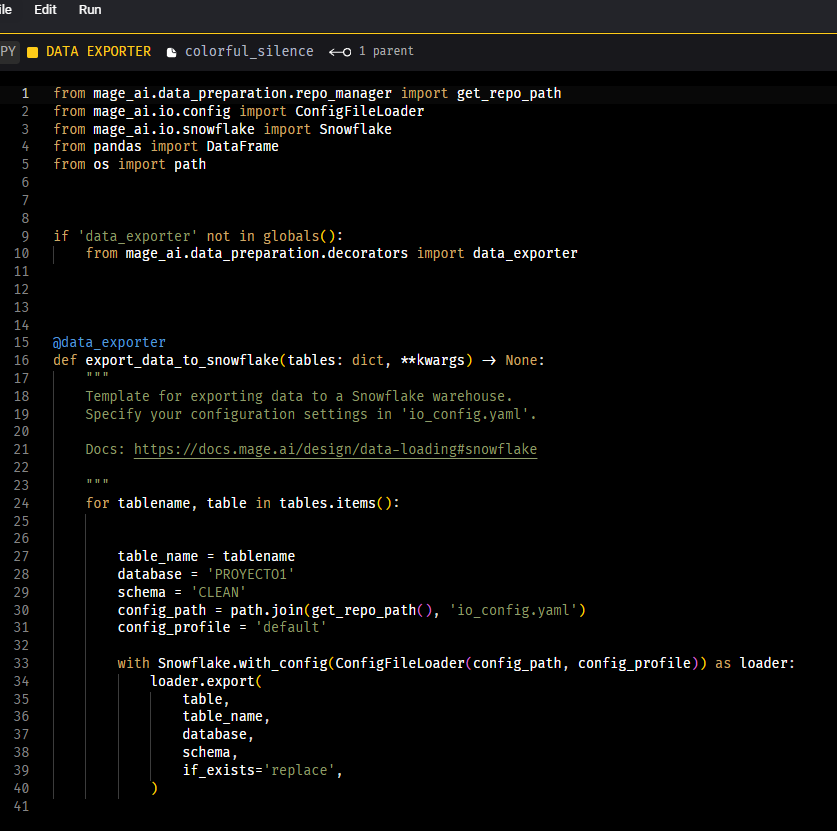 ile Edit Run
PY DATA EXPORTER colorful_silence 1 parent
1 from mage_ai.data_preparation.repo_manager import get_repo_path
2 from mage_ai.io.config import ConfigFileLoader
3 from mage_ai.io.snowflake import Snowflake
4 from pandas import DataFrame
5 from os import path
6
7
8
9 if 'data_exporter' not in globals():
10     from mage_ai.data_preparation.decorators import data_exporter
11
12
13
14
15 @data_exporter
16 def export_data_to_snowflake(tables: dict, **kwargs) -> None:
17     """
18     Template for exporting data to a Snowflake warehouse.
19     Specify your configuration settings in 'io_config.yaml'.
20
21     Docs: https://docs.mage.ai/design/data-loading#snowflake
22
23     """
24     for tablename, table in tables.items():
25
26
27         table_name = tablename
28         database = 'PROYECTO1'
29         schema = 'CLEAN'
30         config_path = path.join(get_repo_path(), 'io_config.yaml')
31         config_profile = 'default'
32
33         with Snowflake.with_config(ConfigFileLoader(config_path, config_profile)) as loader:
34             loader.export(
35                 table,
36                 table_name,
37                 database,
38                 schema,
39                 if_exists='replace',
40             )
41